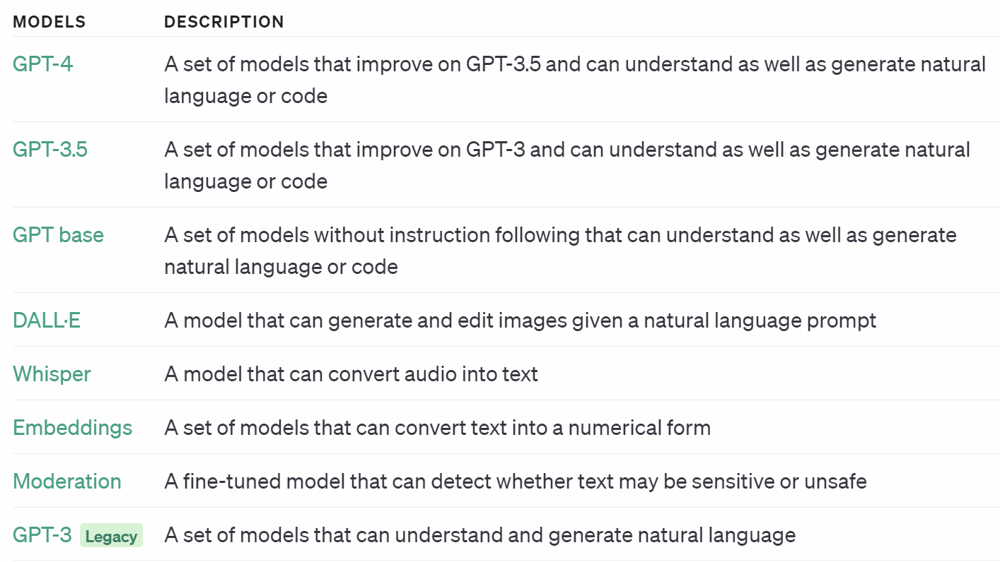 MODELS DESCRIPTION
GPT-4 A set of models that improve on GPT-3.5 and can understand as well as generate natural
language or code
GPT-3.5 A set of models that improve on GPT-3 and can understand as well as generate natural
language or code
GPT base A set of models without instruction following that can understand as well as generate
natural language or code
DALL·E A model that can generate and edit images given a natural language prompt
Whisper A model that can convert audio into text
Embeddings A set of models that can convert text into a numerical form
Moderation A fine-tuned model that can detect whether text may be sensitive or unsafe
GPT-3 Legacy A set of models that can understand and generate natural language